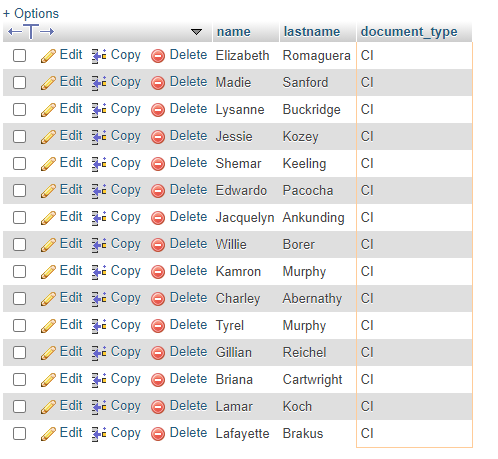 + Options
name lastname document_type
Edit Copy Delete Elizabeth Romaguera CI
Edit Copy Delete Madie Sanford CI
Edit Copy Delete Lysanne Buckridge CI
Edit Copy Delete Jessie Kozey CI
Edit Copy Delete Shemar Keeling CI
Edit Copy Delete Edwardo Pacocha CI
Edit Copy Delete Jacquelyn Ankunding CI
Edit Copy Delete Willie Borer CI
Edit Copy Delete Kamron Murphy CI
Edit Copy Delete Charley Abernathy CI
Edit Copy Delete Tyrel Murphy CI
Edit Copy Delete Gillian Reichel CI
Edit Copy Delete Briana Cartwright CI
Edit Copy Delete Lamar Koch CI
Edit Copy Delete Lafayette Brakus CI